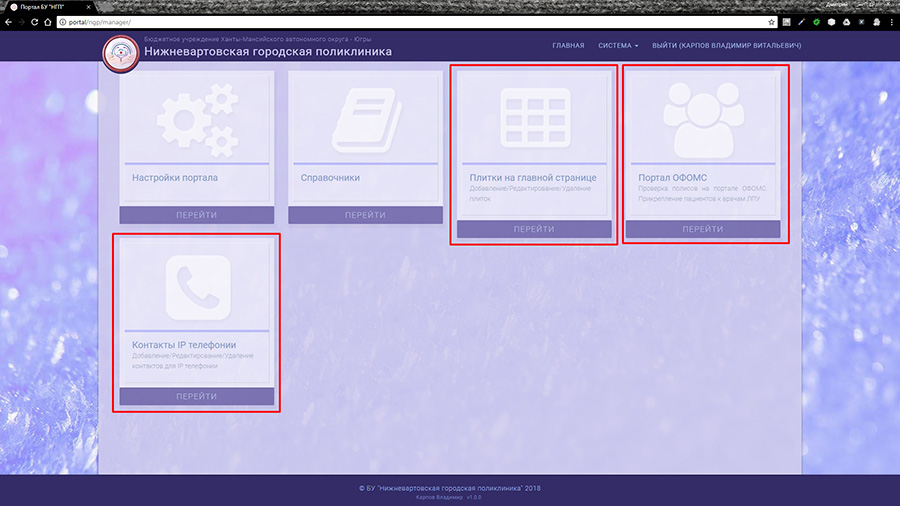 Портал БУ "НГП"
Дмитрий
portal/ngp/manager/
Бюджетное учреждение Ханты-Мансийского автономного округа - Югры
Нижневартовская городская поликлиника
ГЛАВНАЯ
СИСТЕМА
ВЫЙТИ (КАРПОВ ВЛАДИМИР ВИТАЛЬЕВИЧ)
Настройки портала
ПЕРЕЙТИ
Справочники
ПЕРЕЙТИ
Плитки на главной странице
Добавление/Редактирование/Удаление
плиток
ПЕРЕЙТИ
Портал ОФОМС
Проверка полисов на портале ОФОМС.
Прикрепление пациентов к врачам ЛПУ
ПЕРЕЙТИ
Контакты IP телефонии
Добавление/Редактирование/Удаление
контактов для IP телефонии
ПЕРЕЙТИ
© БУ "Нижневартовская городская поликлиника" 2018
Карпов Владимир v1.0.0